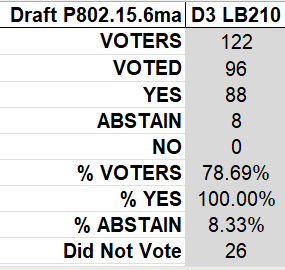 Draft P802.15.6ma D3 LB210
VOTERS 122
VOTED 96
YES 88
ABSTAIN 8
NO 0
% VOTERS 78.69%
% YES 100.00%
% ABSTAIN 8.33%
Did Not Vote 26